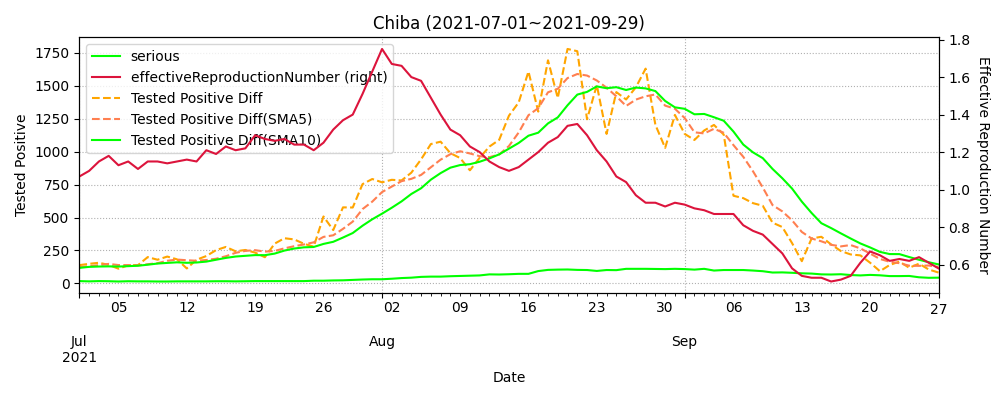 Chiba (2021-07-01~2021-09-29)
serious
effectiveReproductionNumber (right)
Tested Positive Diff
Tested Positive Diff(SMA5)
Tested Positive Diff(SMA10)
Tested Positive
1750
1500
1250
1000
750
500
250
0
Effective Reproduction Number
1.8
1.6
1.4
1.2
1.0
0.8
0.6
05 12 19 26 02 09 16 23 30 06 13 20 27
Jul Aug Sep
2021
Date